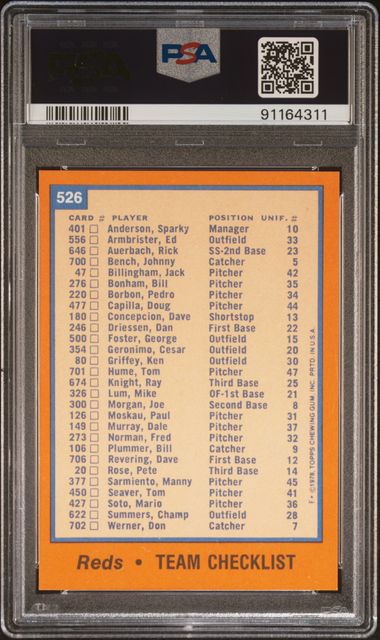 PSA
91164311
526
CARD # PLAYER POSITION UNIF. #
401 Anderson, Sparky Manager 10
556 Armbrister, Ed Outfield 33
646 Auerbach, Rick SS-2nd Base 23
700 Bench, Johnny Catcher 5
47 Billingham, Jack Pitcher 42
276 Bonham, Bill Pitcher 35
220 Borbon, Pedro Pitcher 34
477 Capilla, Doug Pitcher 44
180 Concepcion, Dave Shortstop 13
246 Driessen, Dan First Base 22
500 Foster, George Outfield 15
354 Geronimo, Cesar Outfield 20
80 Griffey, Ken Outfield 30
701 Hume, Tom Pitcher 47
674 Knight, Ray Third Base 25
326 Lum, Mike OF-1st Base 21
300 Morgan, Joe Second Base 8
126 Moskau, Paul Pitcher 31
149 Murray, Dale Pitcher 37
273 Norman, Fred Pitcher 32
106 Plummer, Bill Catcher 9
706 Revering, Dave First Base 12
20 Rose, Pete Third Base 14
377 Sarmiento, Manny Pitcher 45
450 Seaver, Tom Pitcher 41
427 Soto, Mario Pitcher 36
622 Summers, Champ Outfield 28
702 Werner, Don Catcher 7
F* © 1978, TOPPS CHEWING GUM, INC. PRTD. IN U.S.A.
Reds • TEAM CHECKLIST